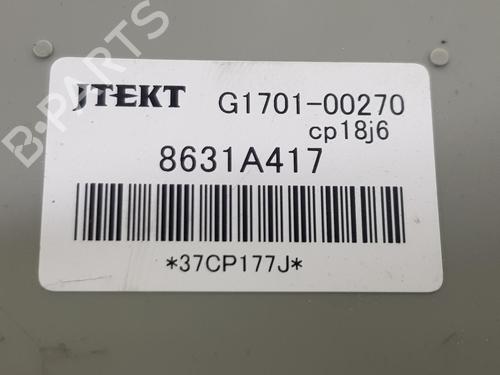 B-PARTS
JTEKT G1701-00270
cp18j6
8631A417
*37CP177J*